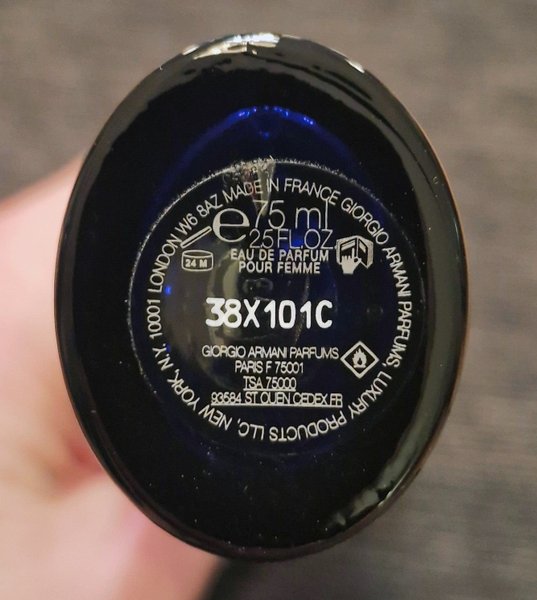 MADE IN FRANCE GIORGIO ARMANI PARFUMS, LUXURY PRODUCTS LLC, NEW YORK, N.Y. 10001 LONDON W6 8AZ
e 75 ml
2.5 FL.OZ
EAU DE PARFUM
POUR FEMME
24 M
38X101C
GIORGIO ARMANI PARFUMS
PARIS F 75001
TSA 75000
93584 ST OUEN CEDEX FR